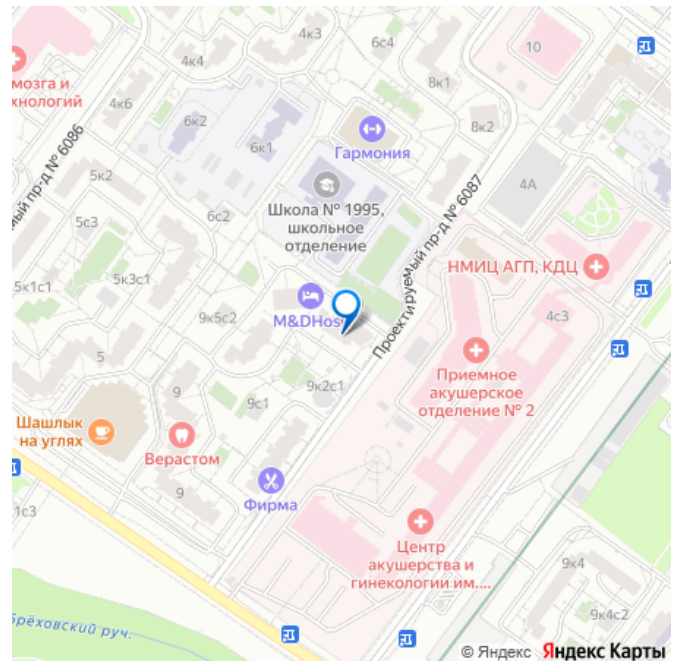 4к3
6с4
10
4к4
8к1
мозга и
хнологий
4к6
6к2
6к1
Гармония
8к2
Проектируемый пр-д № 6087
4А
5к2
ый пр-д № 6086
Школа № 1995,
школьное
отделение
6с2
5с3
НМИЦ АГП, КДЦ
5к1с1
5к3с1
M&DHos
9к5с2
4с3
5
Приемное
акушерское
отделение № 2
9
9к2с1
9с1
Шашлык
на углях
Верастом
9
Фирма
1с3
Центр
акушерства и
гинекологии им....
9к4
9к4с2
Брёховский руч.
© Яндекс Яндекс Карты